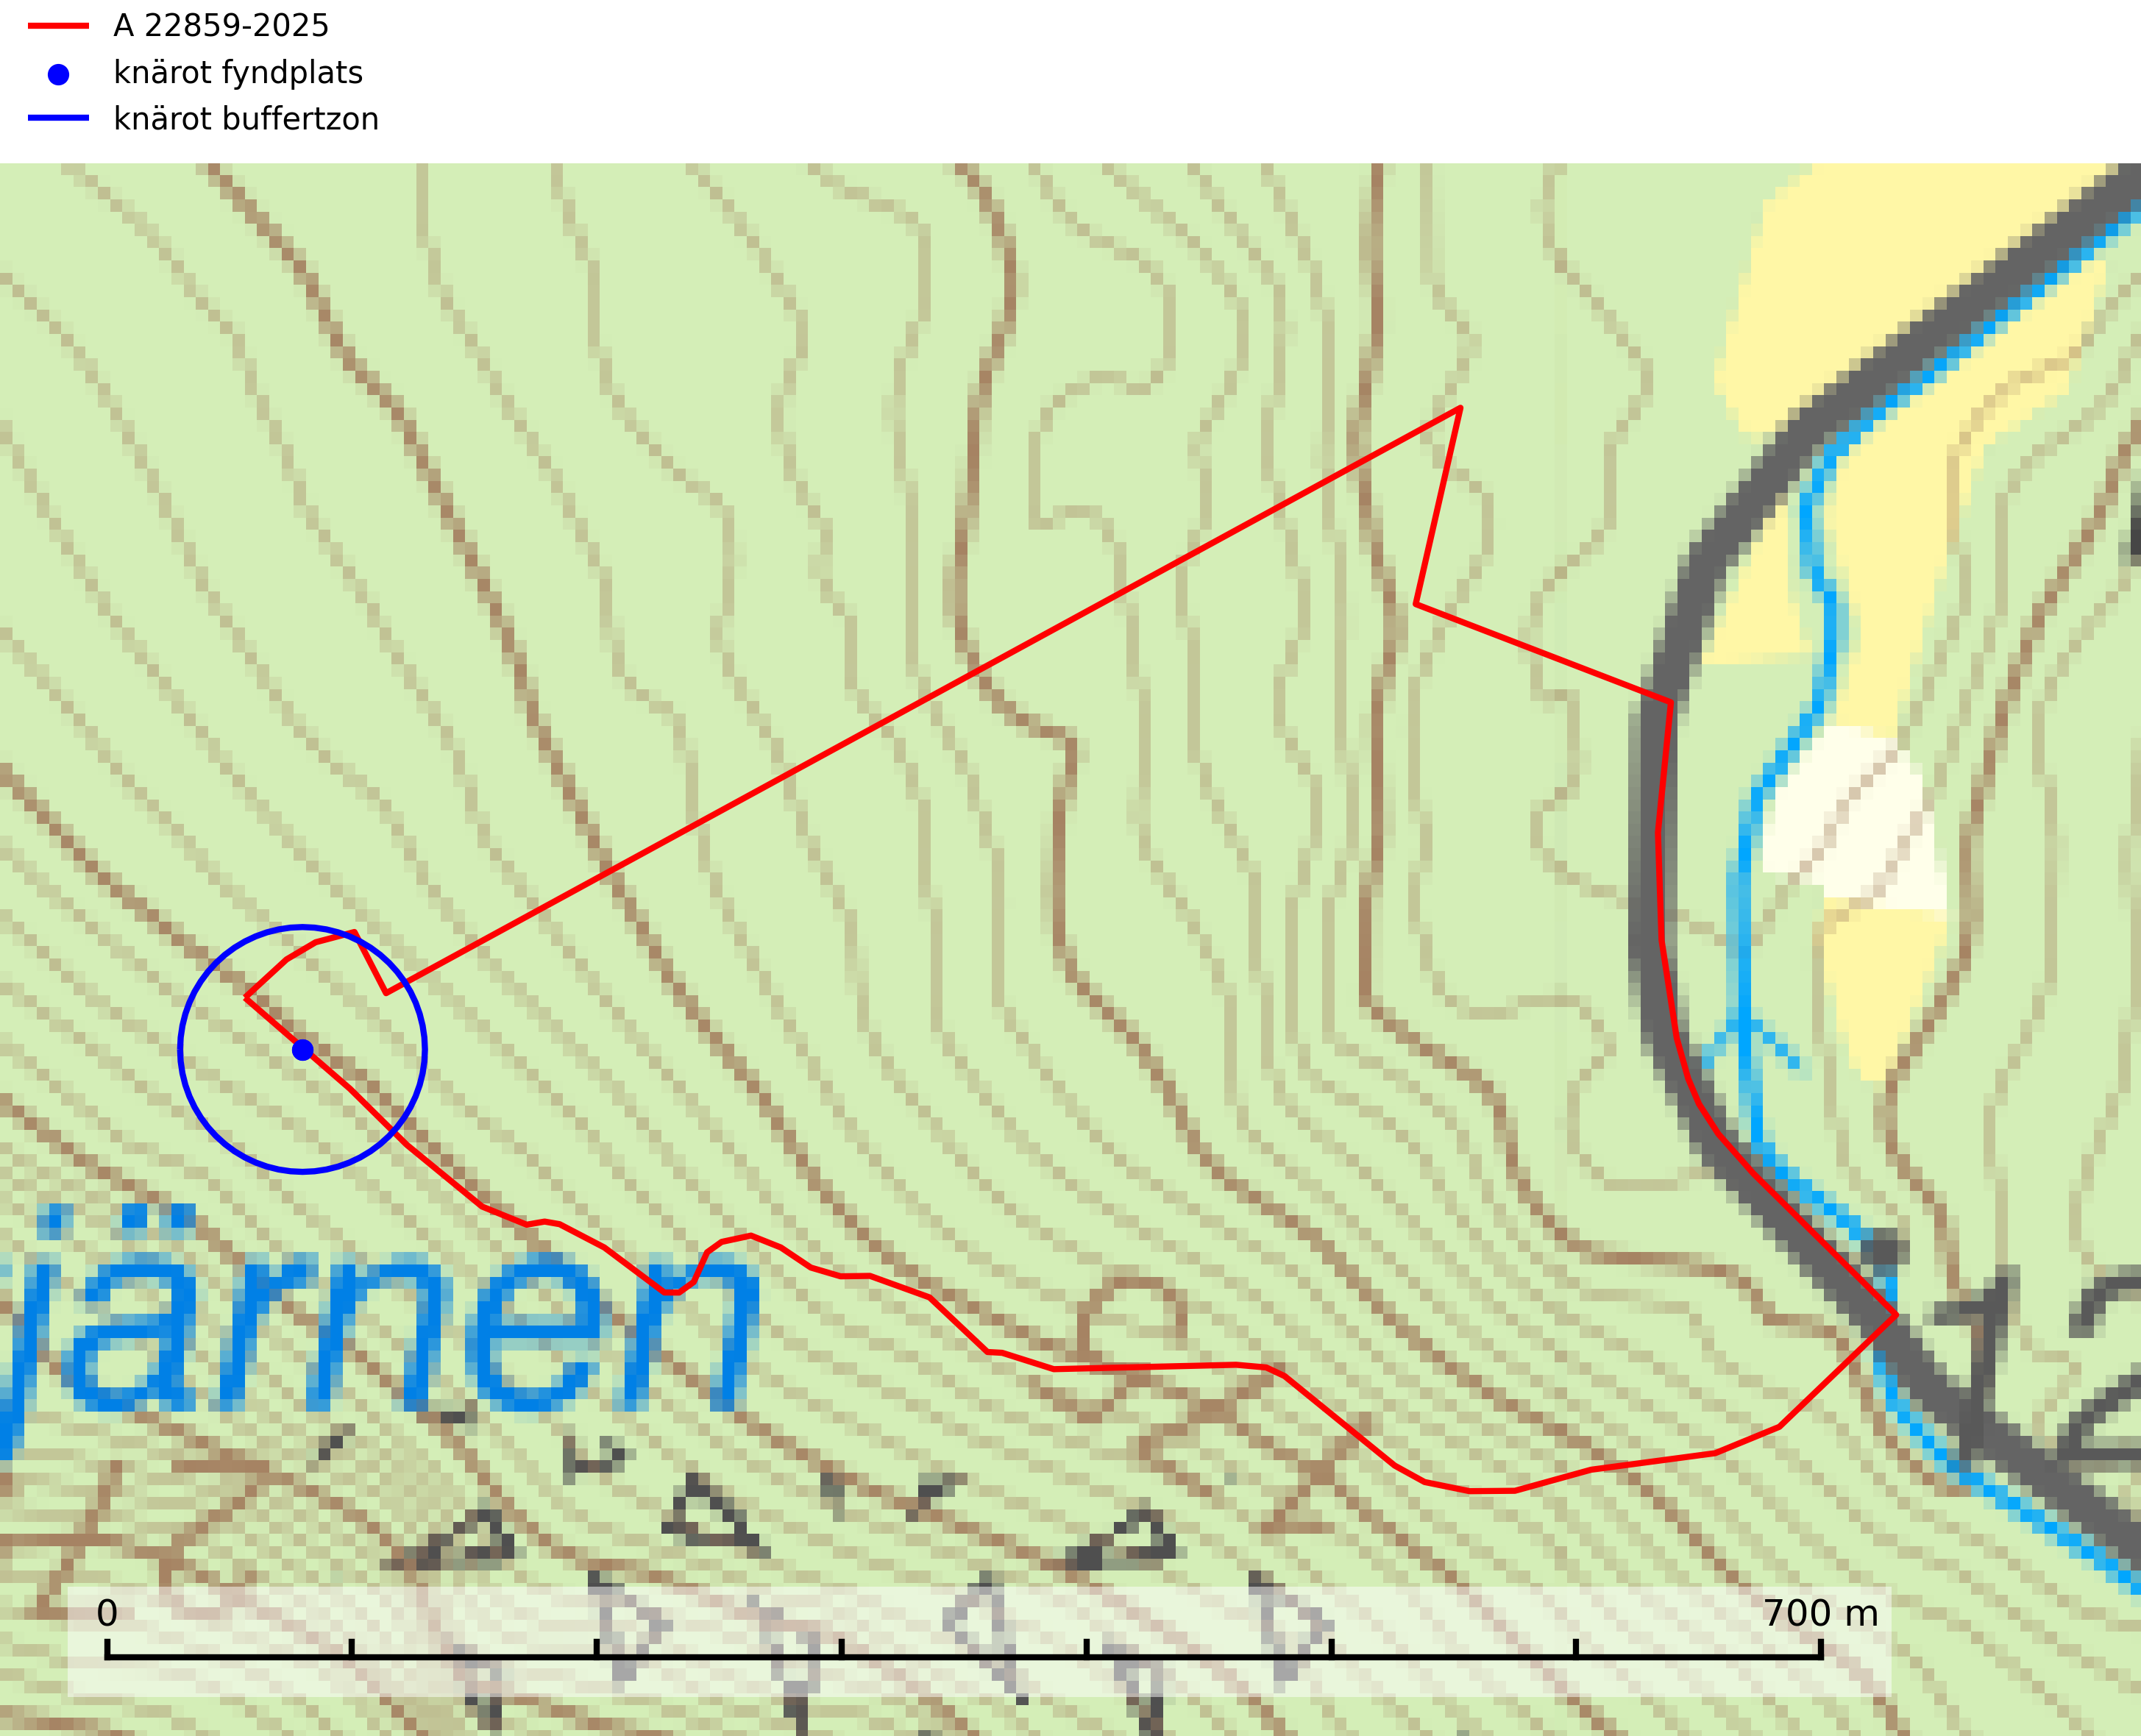 A 22859-2025
knärot fyndplats
knärot buffertzon
järnen
0
700 m